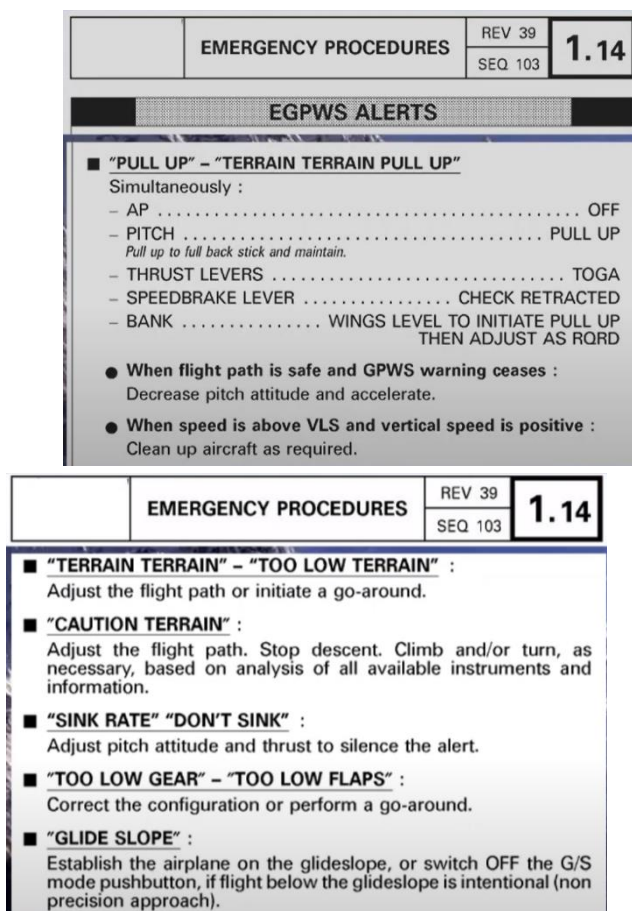 EMERGENCY PROCEDURES
REV 39
SEQ 103
1.14
EGPWS ALERTS
■ "PULL UP" – "TERRAIN TERRAIN PULL UP"
Simultaneously :
– AP ............................................. OFF
– PITCH ...................................... PULL UP
Pull up to full back stick and maintain.
– THRUST LEVERS .............................. TOGA
– SPEEDBRAKE LEVER ................ CHECK RETRACTED
– BANK ............... WINGS LEVEL TO INITIATE PULL UP
THEN ADJUST AS RQRD
● When flight path is safe and GPWS warning ceases :
Decrease pitch attitude and accelerate.
● When speed is above VLS and vertical speed is positive :
Clean up aircraft as required.
EMERGENCY PROCEDURES
REV 39
SEQ 103
1.14
■ "TERRAIN TERRAIN" – "TOO LOW TERRAIN" :
Adjust the flight path or initiate a go-around.
■ "CAUTION TERRAIN" :
Adjust the flight path. Stop descent. Climb and/or turn, as
necessary, based on analysis of all available instruments and
information.
■ "SINK RATE" "DON'T SINK" :
Adjust pitch attitude and thrust to silence the alert.
■ "TOO LOW GEAR" – "TOO LOW FLAPS" :
Correct the configuration or perform a go-around.
■ "GLIDE SLOPE" :
Establish the airplane on the glideslope, or switch OFF the G/S
mode pushbutton, if flight below the glideslope is intentional (non
precision approach).